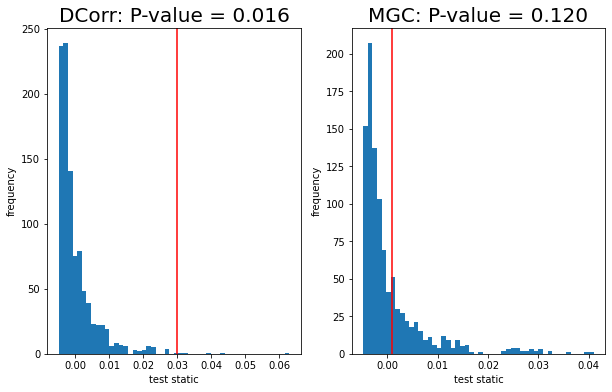 DCorr: P-value = 0.016
250
200
150
100
50
0
frequency
0.00 0.01 0.02 0.03 0.04 0.05 0.06
test static
MGC: P-value = 0.120
200
175
150
125
100
75
50
25
0
frequency
0.00 0.01 0.02 0.03 0.04
test static